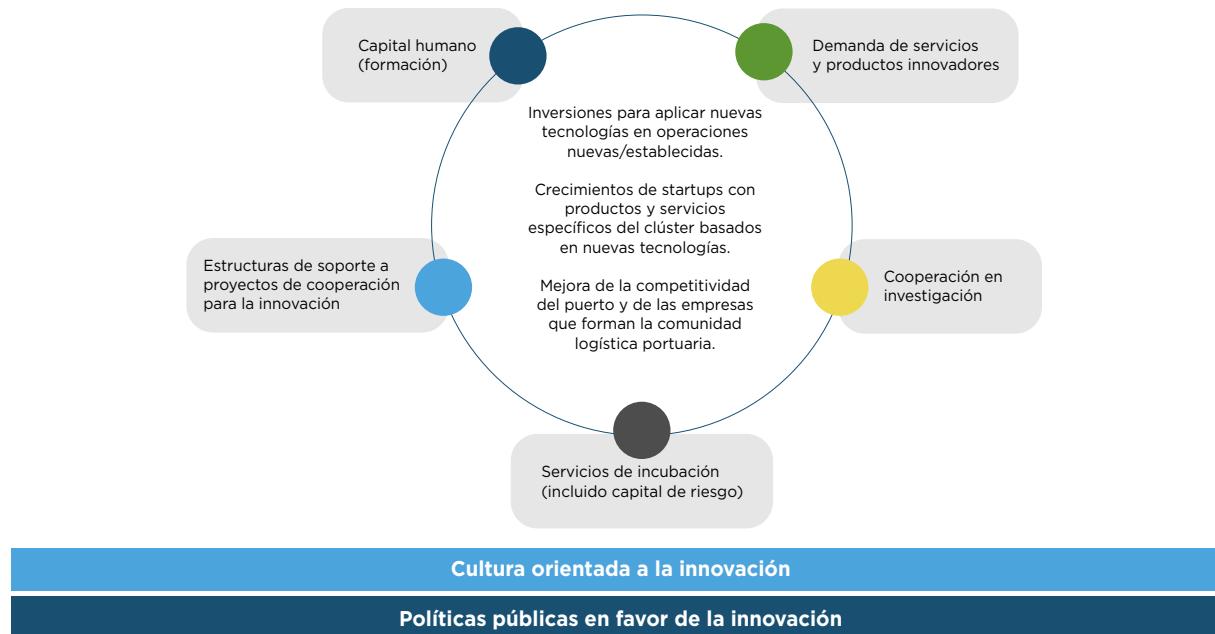 Capital humano
(formación)
Demanda de servicios
y productos innovadores
Inversiones para aplicar nuevas
tecnologías en operaciones
nuevas/establecidas.
Crecimientos de startups con
productos y servicios
específicos del clúster basados
en nuevas tecnologías.
Mejora de la competitividad
del puerto y de las empresas
que forman la comunidad
logística portuaria.
Estructuras de soporte a
proyectos de cooperación
para la innovación
Cooperación en
investigación
Servicios de incubación
(incluido capital de riesgo)
Cultura orientada a la innovación
Políticas públicas en favor de la innovación